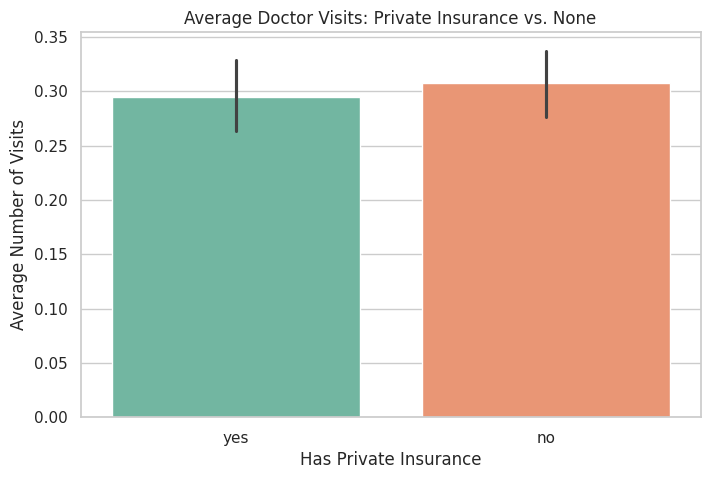 Average Doctor Visits: Private Insurance vs. None
Average Number of Visits
0.35
0.30
0.25
0.20
0.15
0.10
0.05
0.00
yes
no
Has Private Insurance